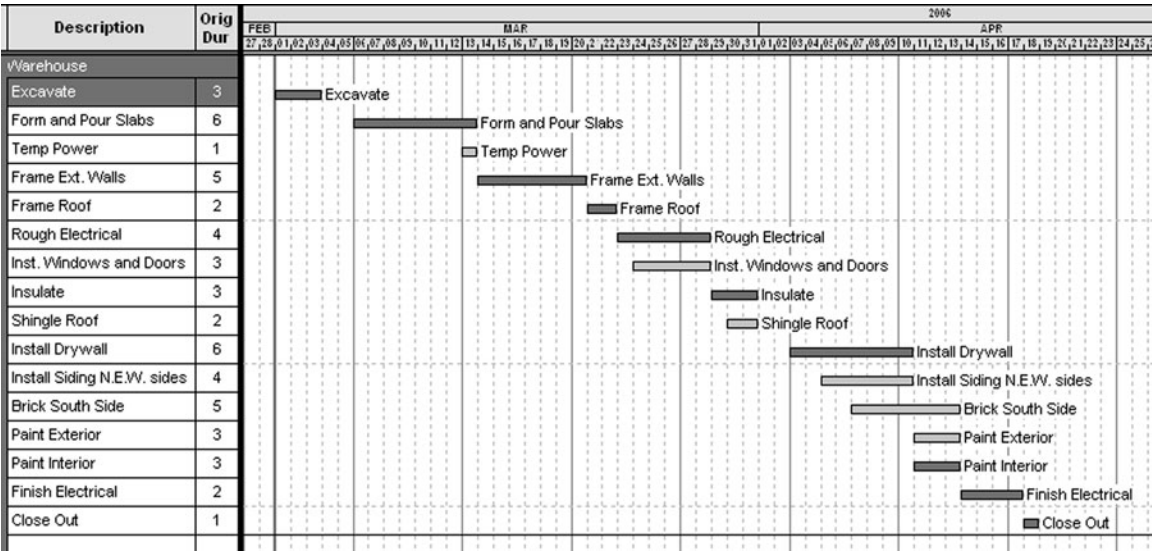 2006
Description
Orig
Dur
FEB MAR APR
27 28 01 02 03 04 05 06 07 08 09 10 11 12 13 14 15 16 17 18 19 20 21 22 23 24 25 26 27 28 29 30 31 01 02 03 04 05 06 07 08 09 10 11 12 13 14 15 16 17 18 19 20 21 22 23 24 25
Warehouse
Excavate 3 Excavate
Form and Pour Slabs 6 Form and Pour Slabs
Temp Power 1 Temp Power
Frame Ext. Walls 5 Frame Ext. Walls
Frame Roof 2 Frame Roof
Rough Electrical 4 Rough Electrical
Inst. Windows and Doors 3 Inst. Windows and Doors
Insulate 3 Insulate
Shingle Roof 2 Shingle Roof
Install Drywall 6 Install Drywall
Install Siding N.E.W. sides 4 Install Siding N.E.W. sides
Brick South Side 5 Brick South Side
Paint Exterior 3 Paint Exterior
Paint Interior 3 Paint Interior
Finish Electrical 2 Finish Electrical
Close Out 1 Close Out